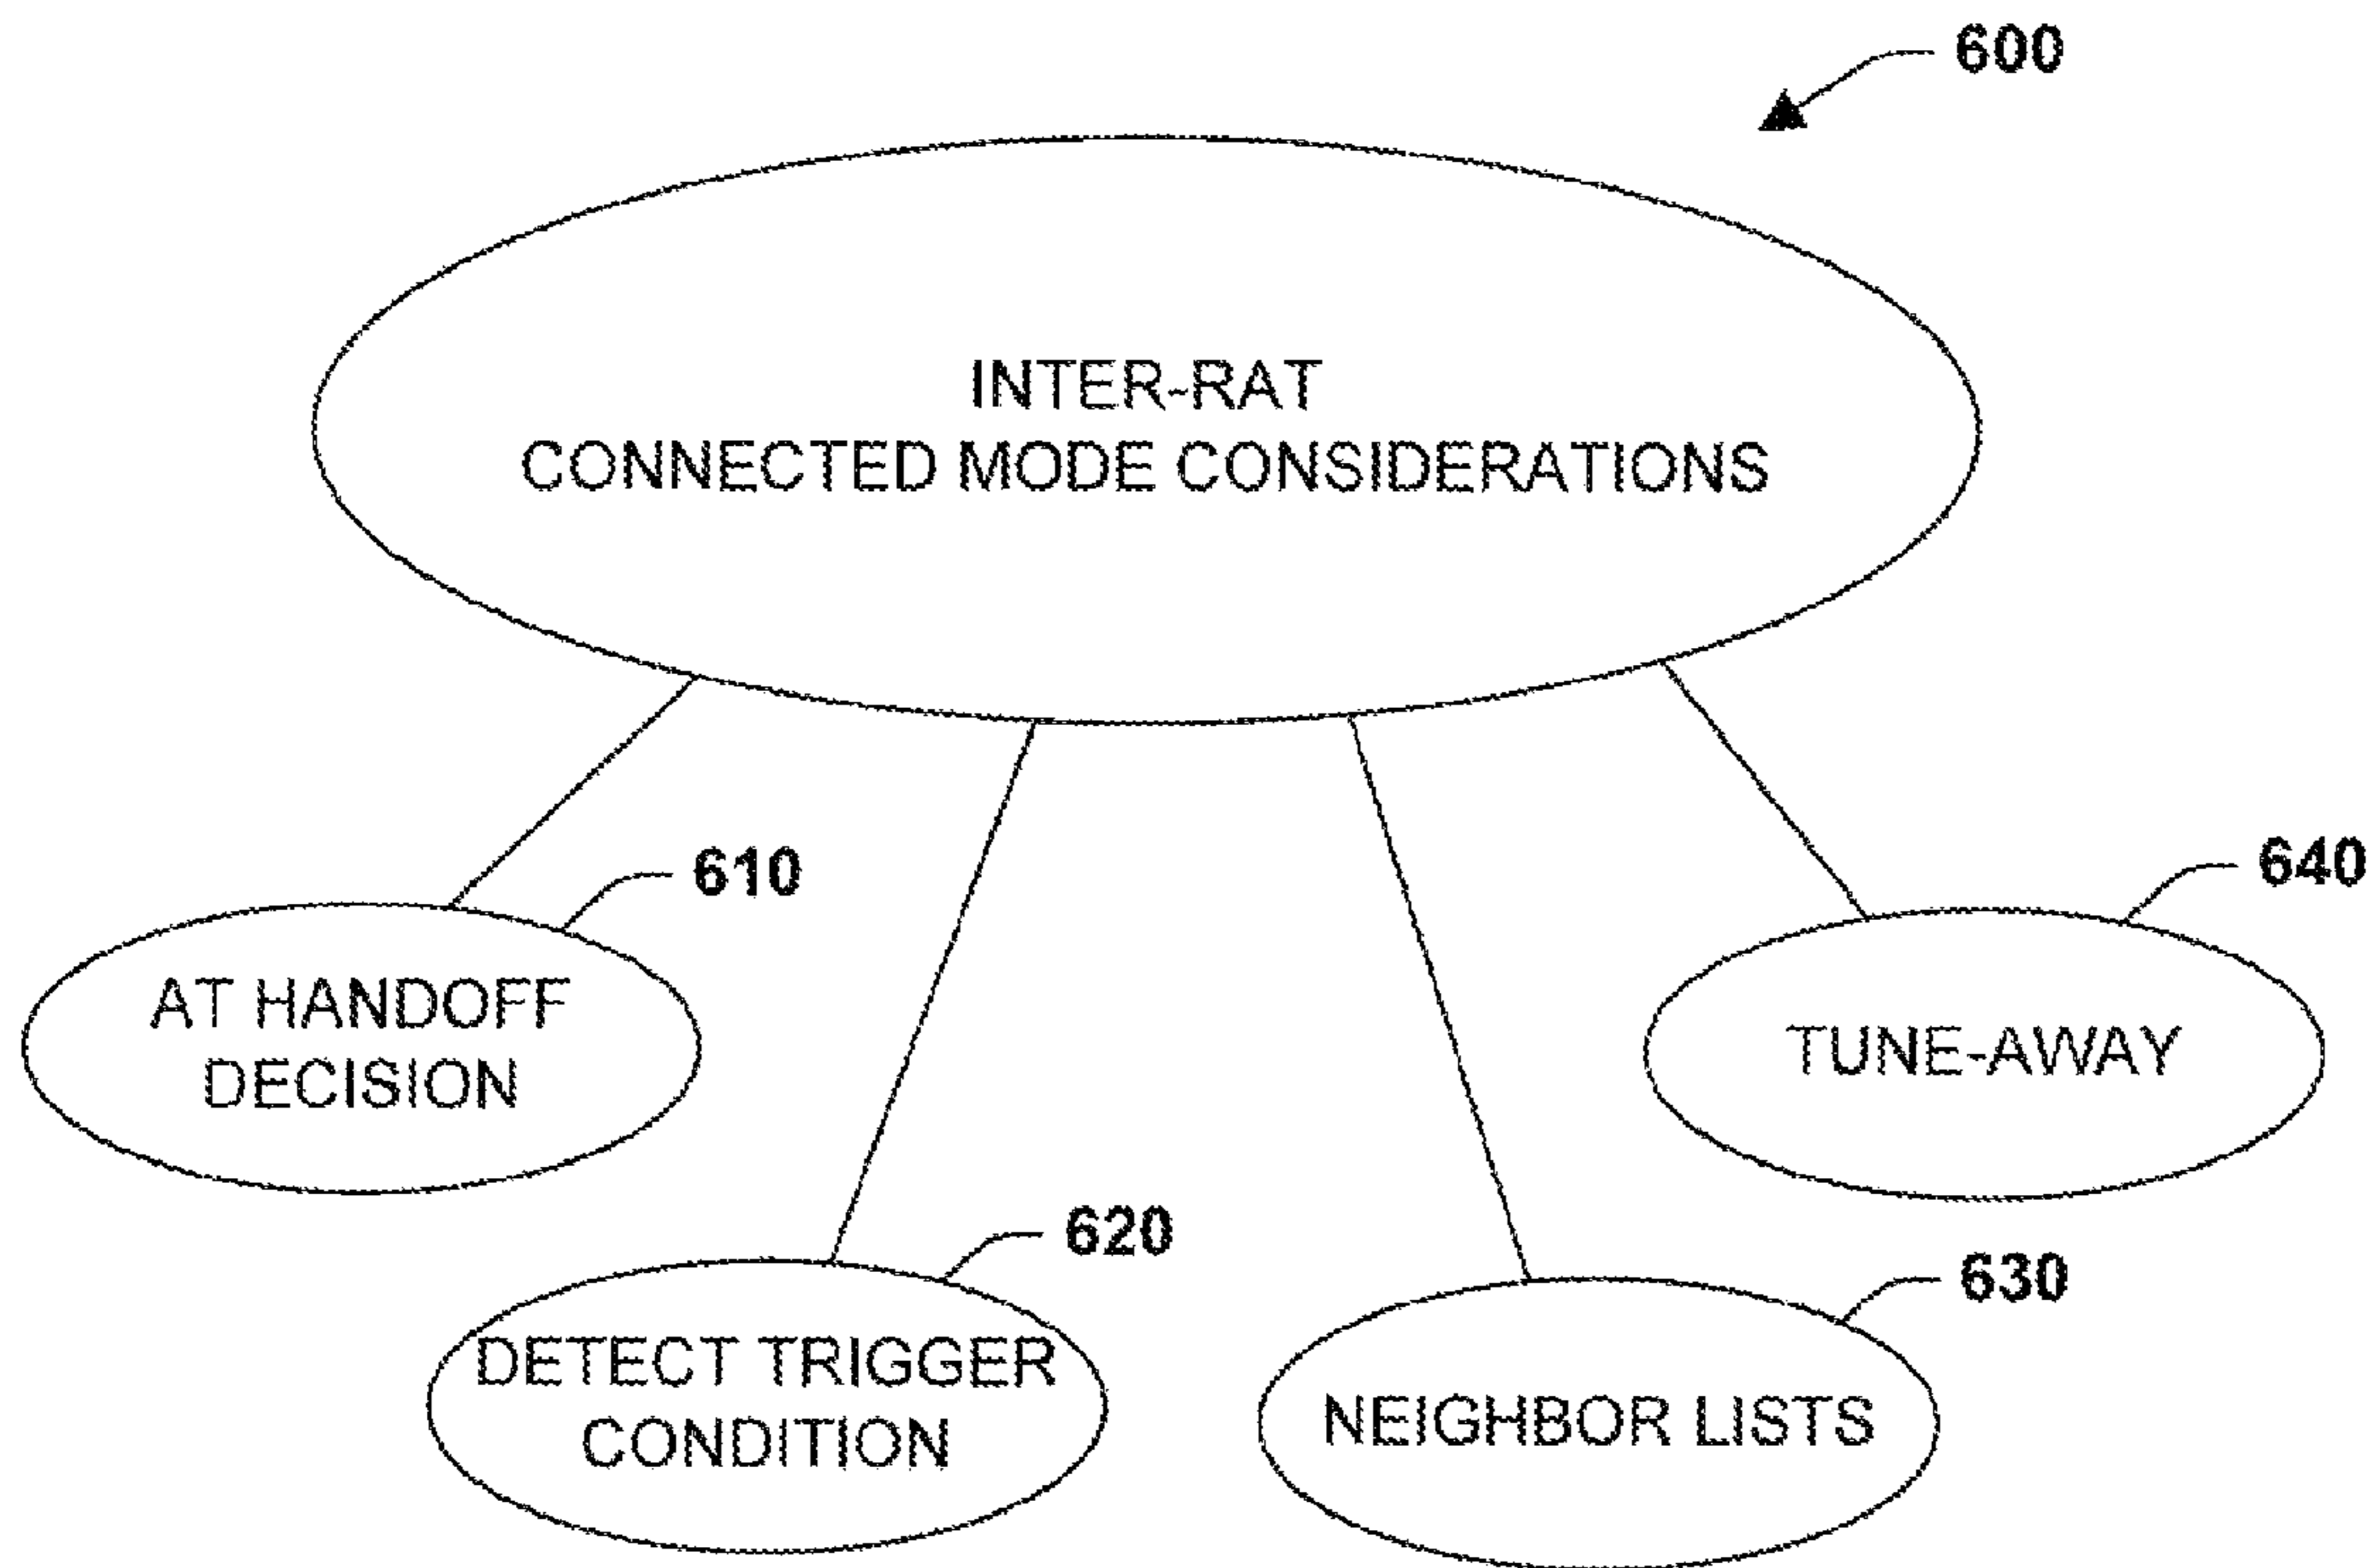 600
INTER-RAT
CONNECTED MODE CONSIDERATIONS
610
AT HANDOFF
DECISION
640
TUNE-AWAY
620
DETECT TRIGGER
CONDITION
630
NEIGHBOR LISTS